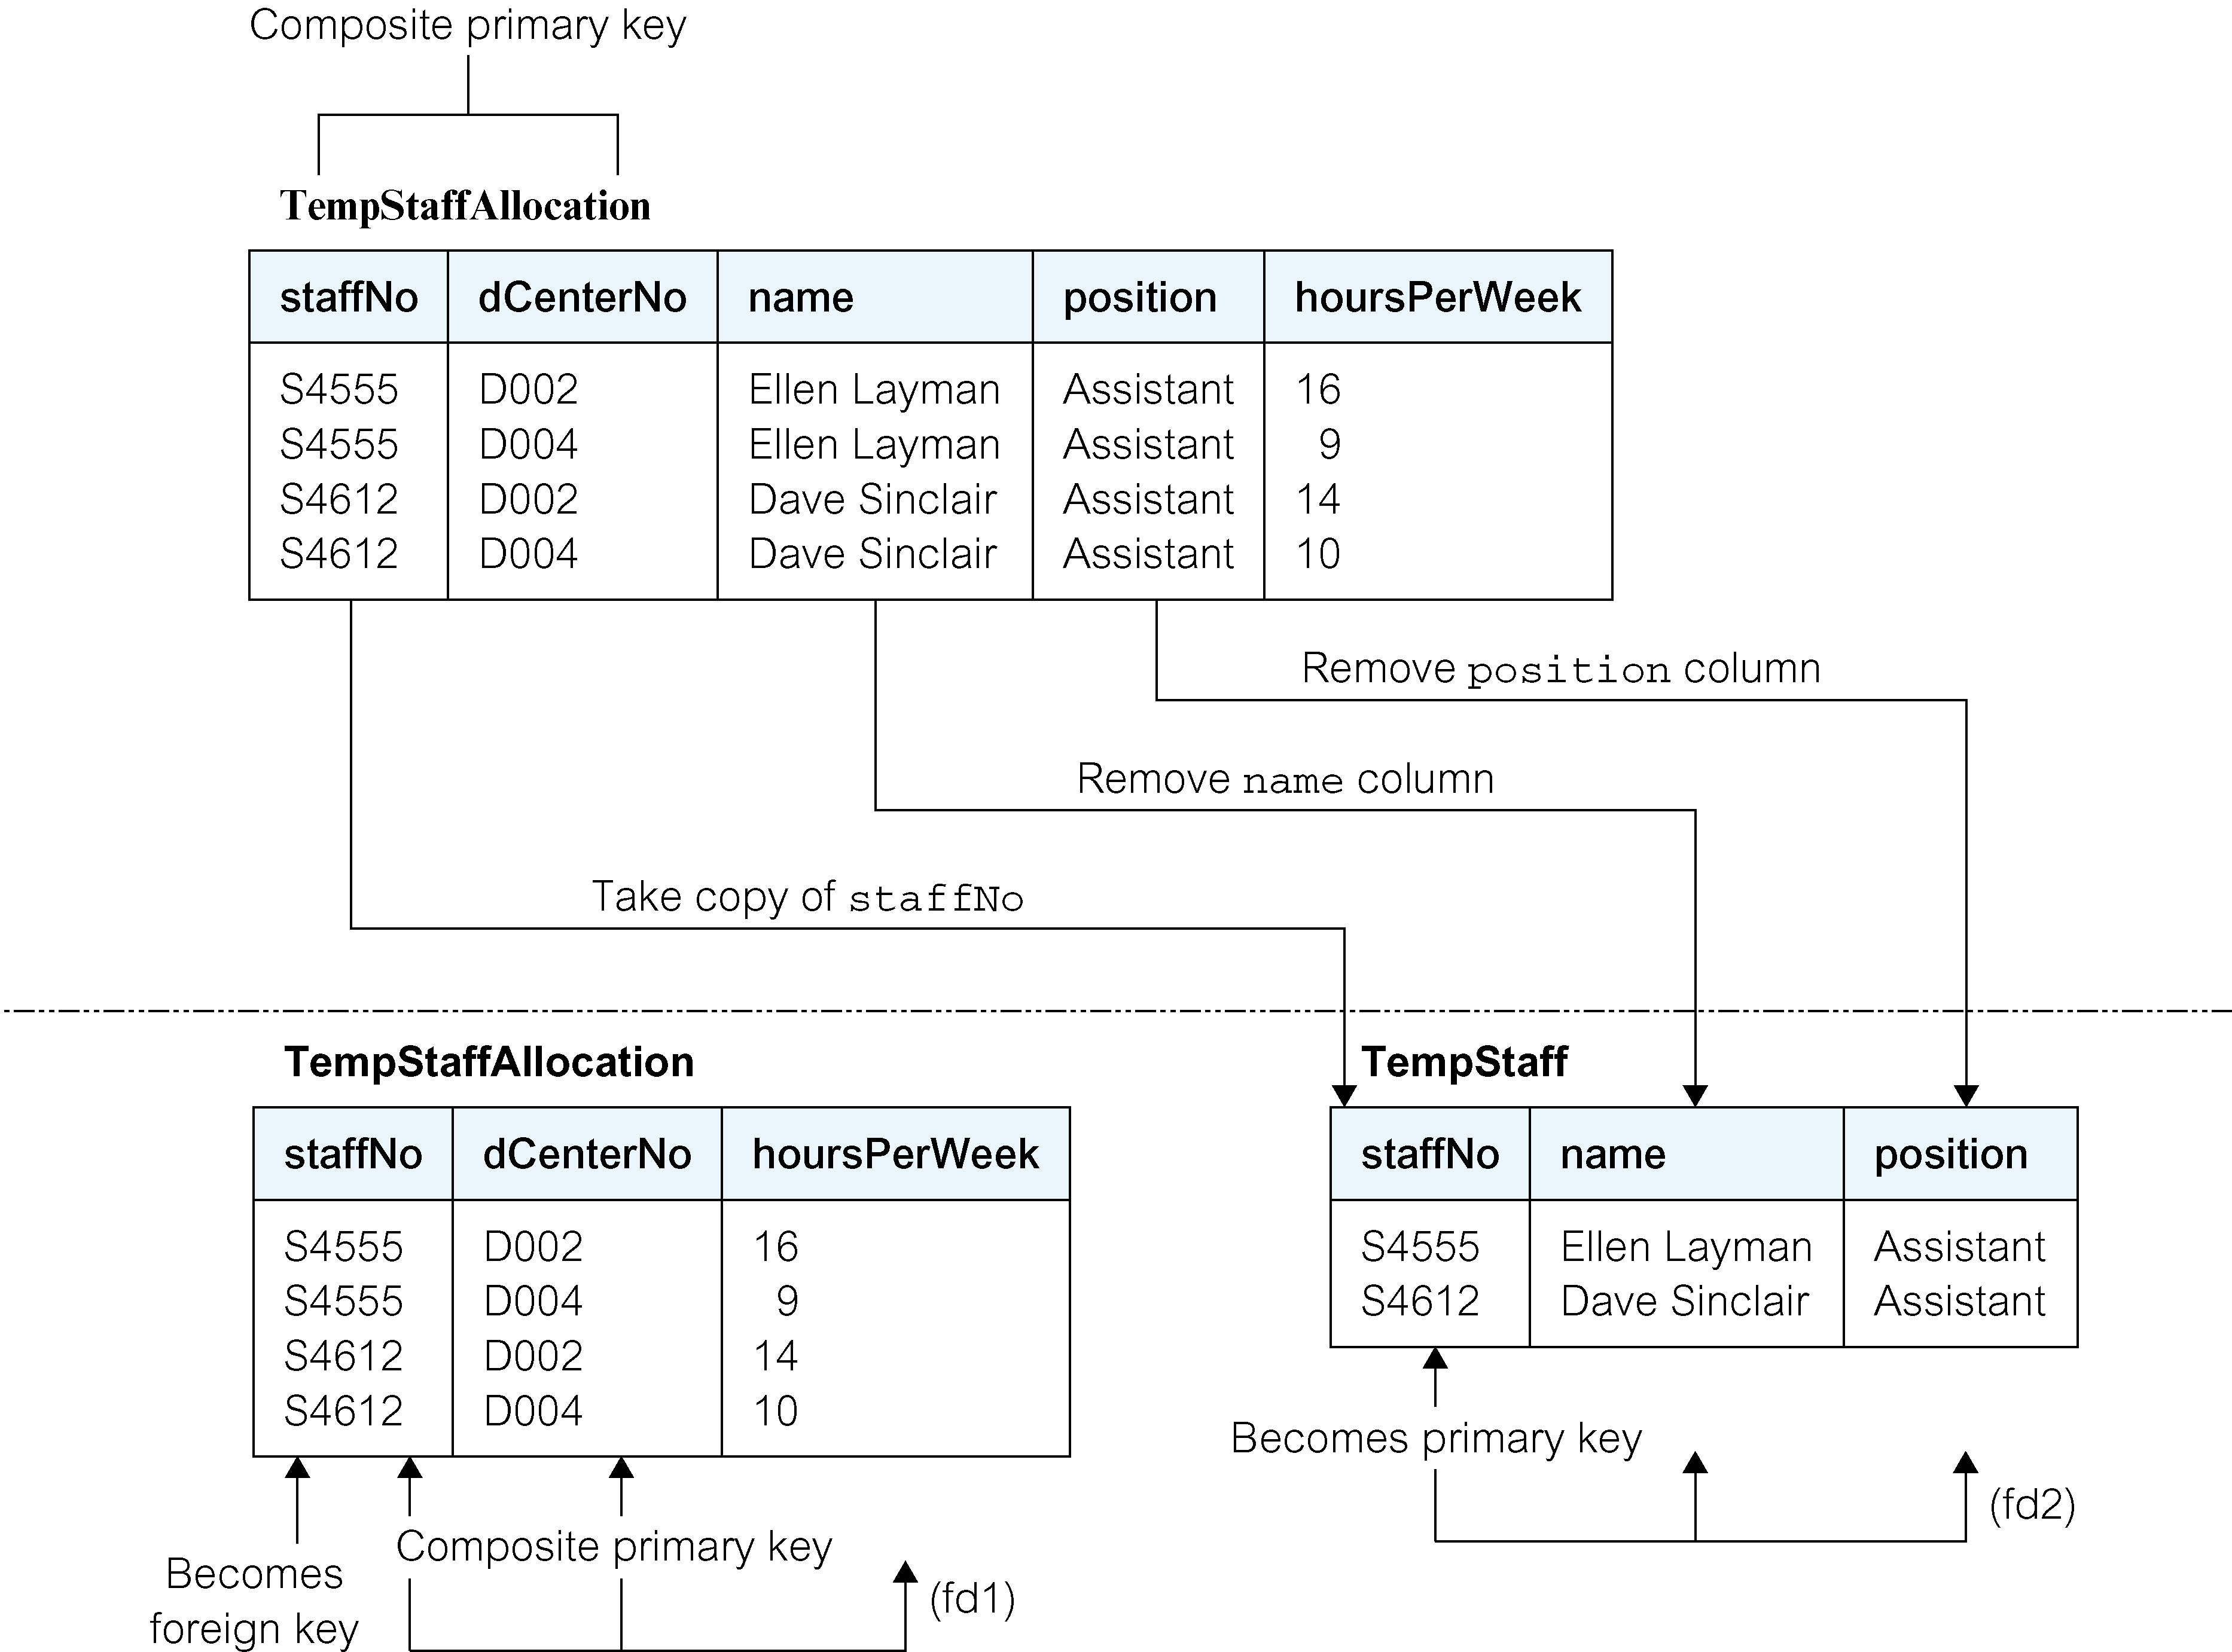 Composite primary key
TempStaffAllocation
staffNo dCenterNo name position hoursPerWeek
S4555 D002 Ellen Layman Assistant 16
S4555 D004 Ellen Layman Assistant 9
S4612 D002 Dave Sinclair Assistant 14
S4612 D004 Dave Sinclair Assistant 10
Remove position column
Remove name column
Take copy of staffNo
TempStaffAllocation
staffNo dCenterNo hoursPerWeek
S4555 D002 16
S4555 D004 9
S4612 D002 14
S4612 D004 10
Becomes
foreign key
Composite primary key
(fd1)
TempStaff
staffNo name position
S4555 Ellen Layman Assistant
S4612 Dave Sinclair Assistant
Becomes primary key
(fd2)